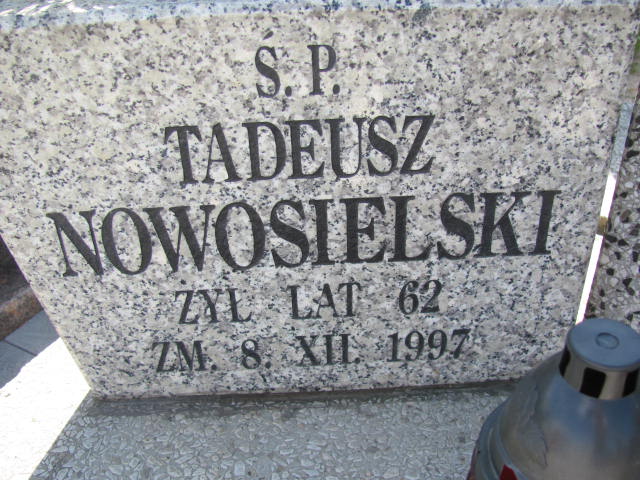 Ś. P.
TADEUSZ
NOWOSIELSKI
ŻYŁ LAT 62
ZM. 8. XII. 1997